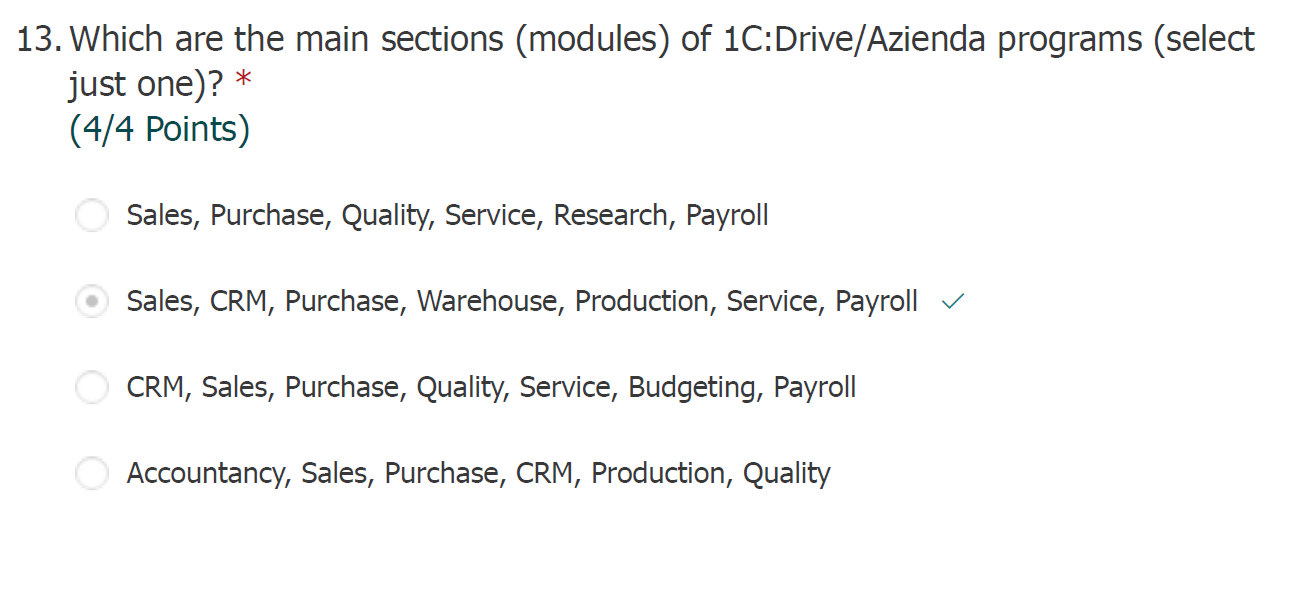 13. Which are the main sections (modules) of 1C:Drive/Azienda programs (select
just one)? *
(4/4 Points)
Sales, Purchase, Quality, Service, Research, Payroll
Sales, CRM, Purchase, Warehouse, Production, Service, Payroll
CRM, Sales, Purchase, Quality, Service, Budgeting, Payroll
Accountancy, Sales, Purchase, CRM, Production, Quality